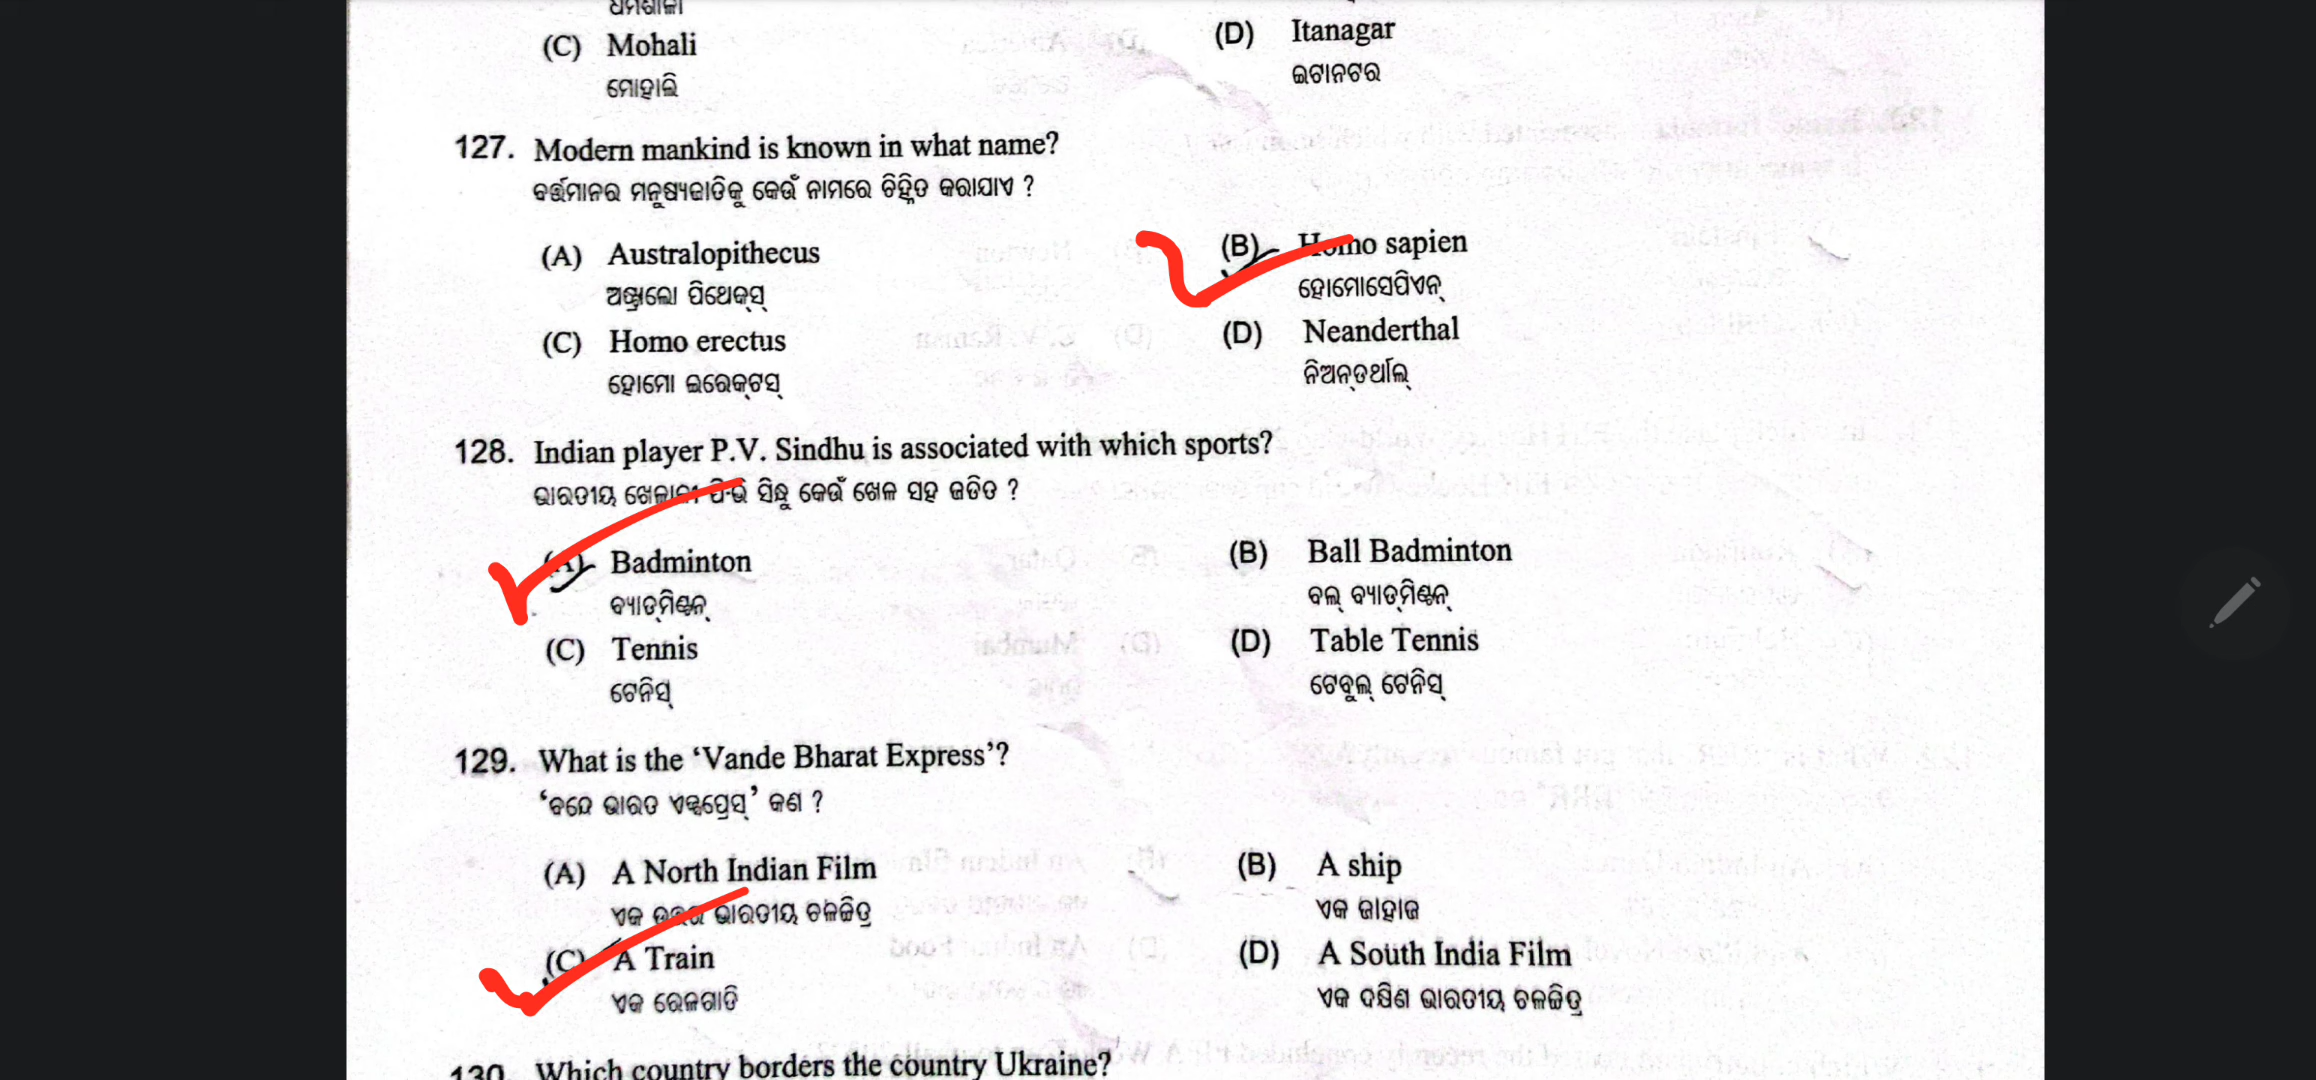 (C) Mohali
ମୋହାଲି
(D) Itanagar
ଇଟାନଟର
127. Modern mankind is known in what name?
ବର୍ତ୍ତମାନର ମନୁଷ୍ୟଜାତିକୁ କେଉଁ ନାମରେ ଚିହ୍ନିତ କରାଯାଏ ?
(A) Australopithecus
ଅଷ୍ଟ୍ରାଲୋ ପିଥେକ୍‌ସ୍
(B) Homo sapien
ହୋମୋସେପିଏନ୍
(C) Homo erectus
ହୋମୋ ଇରେକ୍‌ଟସ୍
(D) Neanderthal
ନିଅନ୍‌ଡର୍ଥାଲ୍
128. Indian player P.V. Sindhu is associated with which sports?
ଭାରତୀୟ ଖେଳାଳୀ ପି.ଭି ସିନ୍ଧୁ କେଉଁ ଖେଳ ସହ ଜଡିତ ?
(A) Badminton
ବ୍ୟାଡ୍‌ମିଣ୍ଟନ୍
(B) Ball Badminton
ବଲ୍ ବ୍ୟାଡ୍‌ମିଣ୍ଟନ୍
(C) Tennis
ଟେନିସ୍
(D) Table Tennis
ଟେବୁଲ୍ ଟେନିସ୍
129. What is the ‘Vande Bharat Express’?
‘ବନ୍ଦେ ଭାରତ ଏକ୍ସପ୍ରେସ୍’ କଣ ?
(A) A North Indian Film
ଏକ ଉତ୍ତର ଭାରତୀୟ ଚଳଚ୍ଚିତ୍ର
(B) A ship
ଏକ ଜାହାଜ
(C) A Train
ଏକ ରେଳଗାଡି
(D) A South India Film
ଏକ ଦକ୍ଷିଣ ଭାରତୀୟ ଚଳଚ୍ଚିତ୍ର
130. Which country borders the country Ukraine?